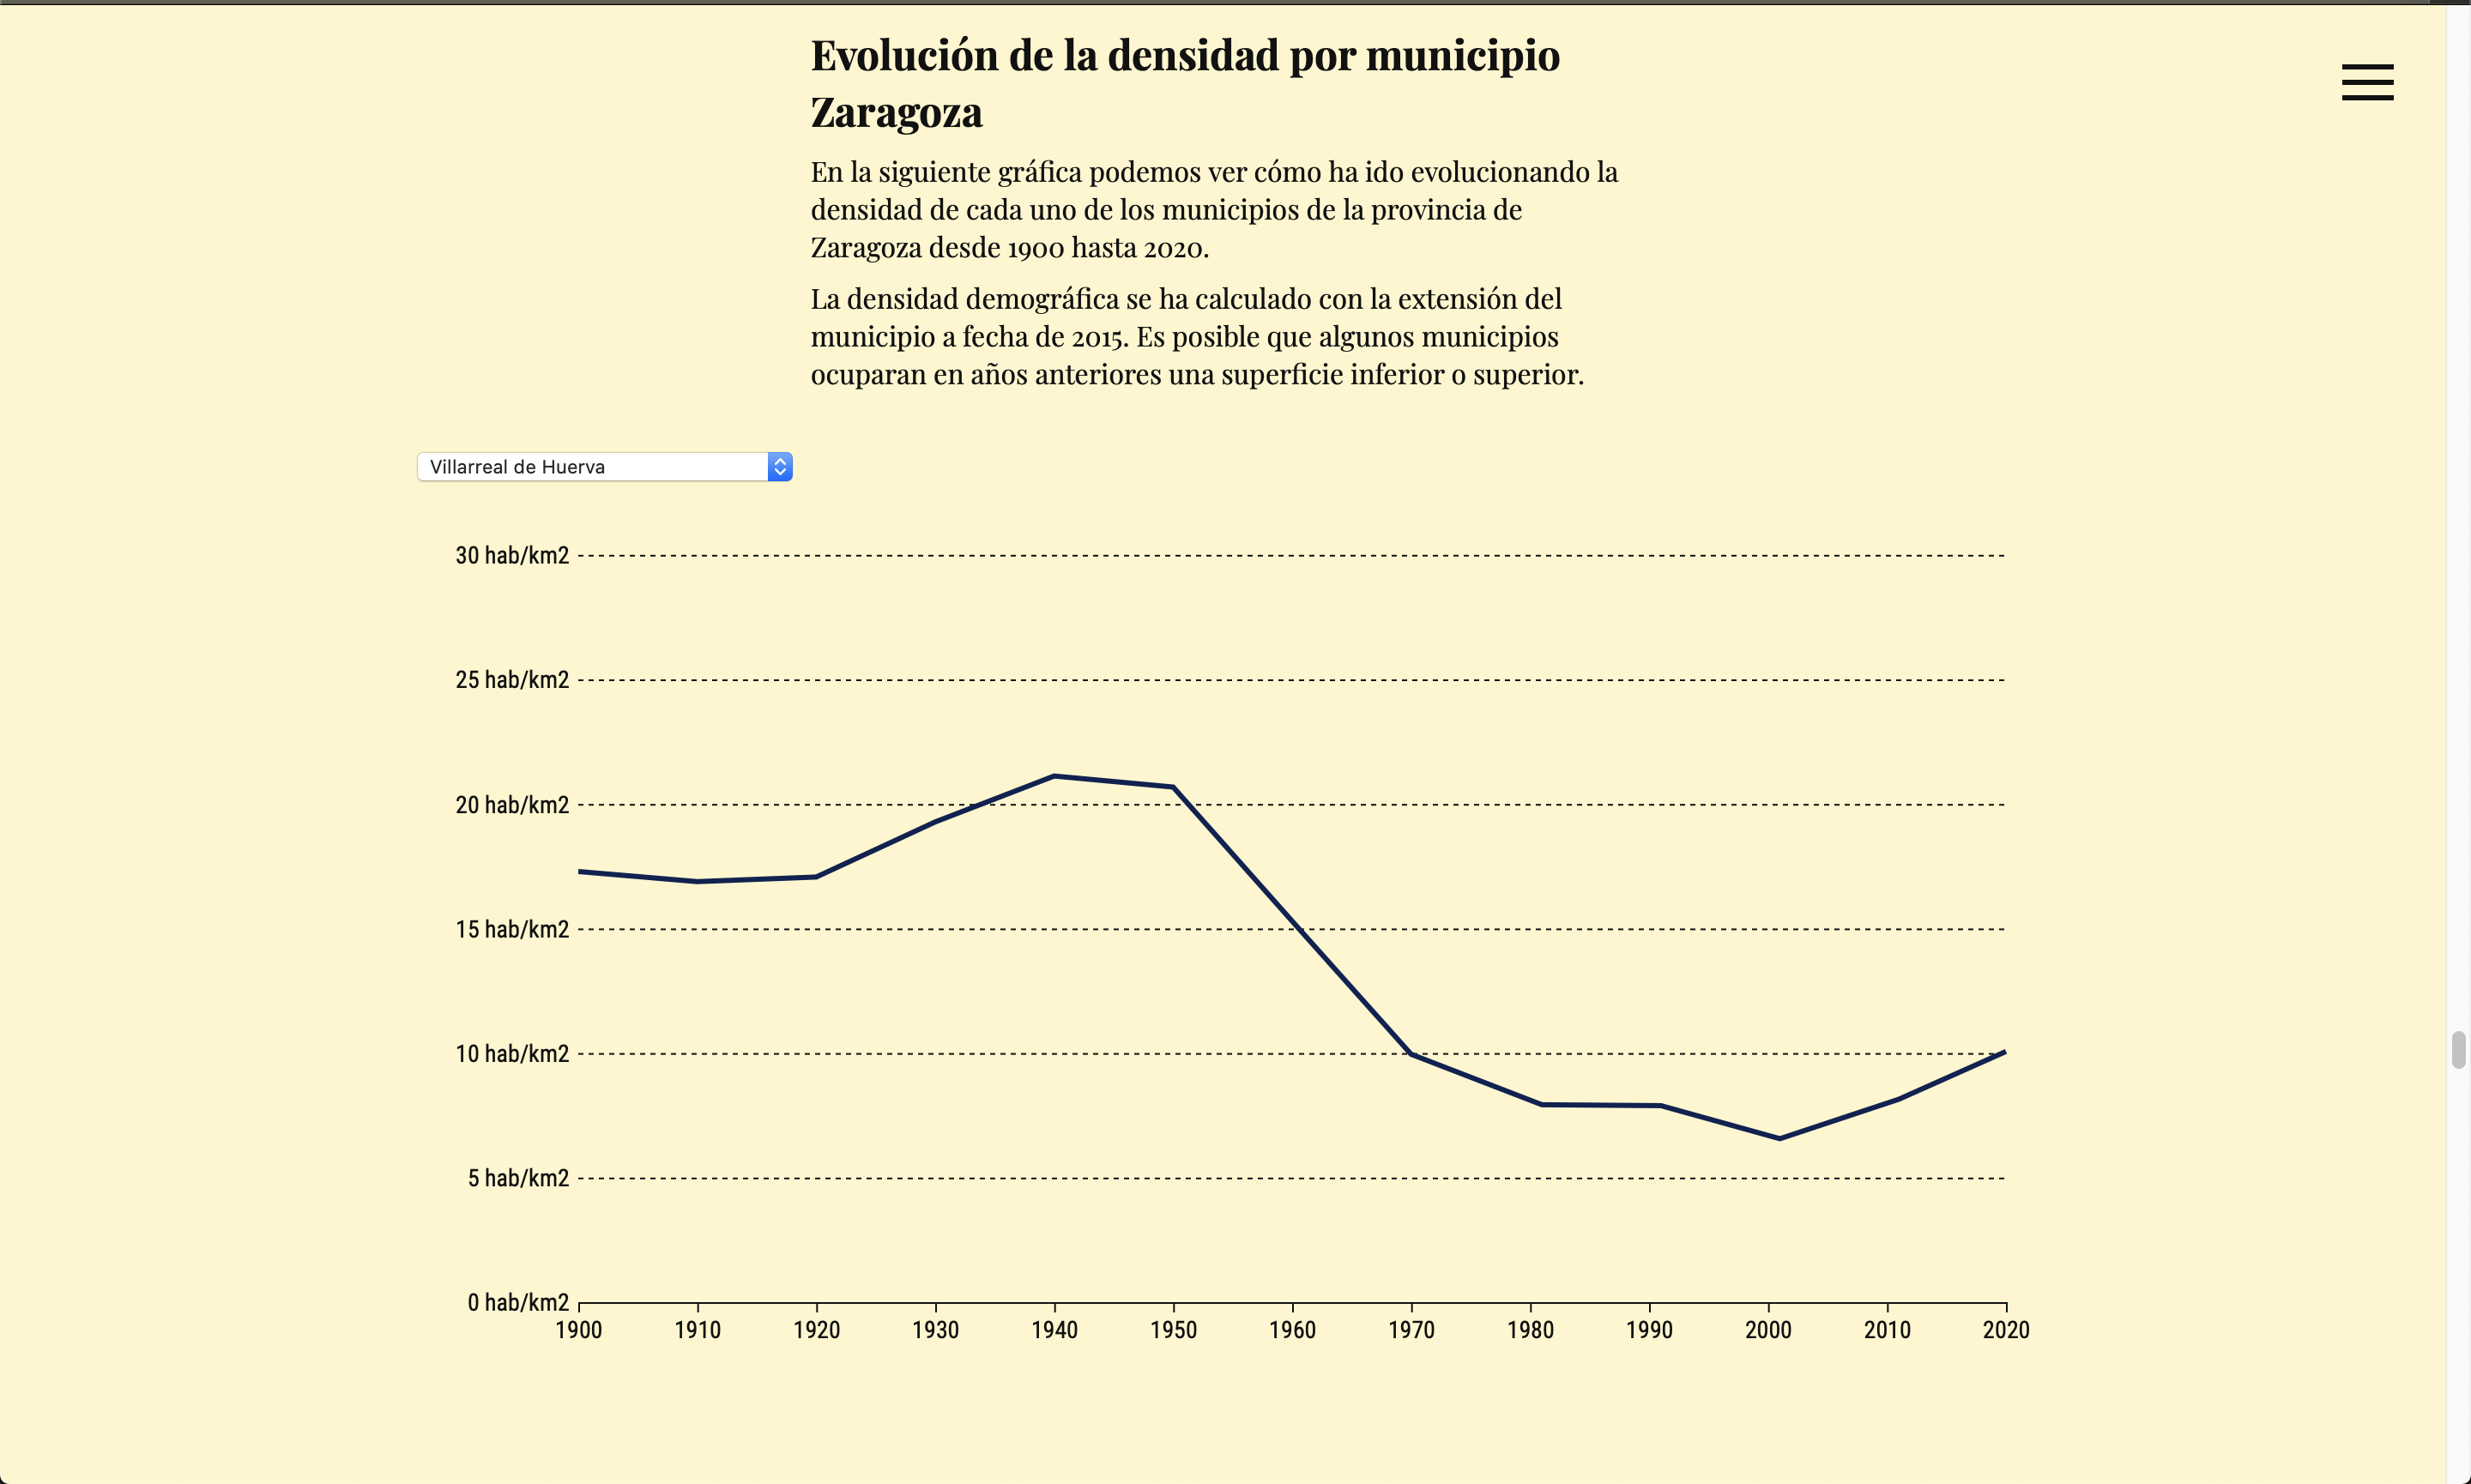 Evolución de la densidad por municipio
Zaragoza
En la siguiente gráfica podemos ver cómo ha ido evolucionando la
densidad de cada uno de los municipios de la provincia de
Zaragoza desde 1900 hasta 2020.
La densidad demográfica se ha calculado con la extensión del
municipio a fecha de 2015. Es posible que algunos municipios
ocuparan en años anteriores una superficie inferior o superior.
Villarreal de Huerva
30 hab/km2
25 hab/km2
20 hab/km2
15 hab/km2
10 hab/km2
5 hab/km2
0 hab/km2
1900 1910 1920 1930 1940 1950 1960 1970 1980 1990 2000 2010 2020